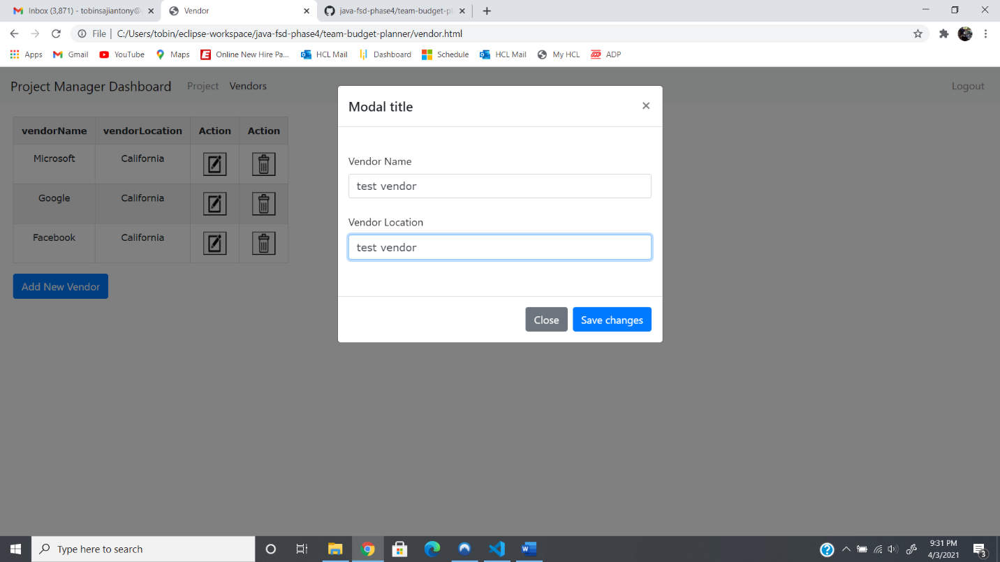 Inbox (3,871) - tobinsajiantony@
Vendor
java-fsd-phase4/team-budget-pl
File | C:/Users/tobin/eclipse-workspace/java-fsd-phase4/team-budget-planner/vendor.html
Apps Gmail YouTube Maps Online New Hire Pa... HCL Mail Dashboard Schedule HCL Mail My HCL ADP
Project Manager Dashboard Project Vendors Logout
vendorName vendorLocation Action Action
Microsoft California
Google California
Facebook California
Add New Vendor
Modal title ×
Vendor Name
test vendor
Vendor Location
test vendor
Close Save changes
Type here to search
9:31 PM
4/3/2021
3